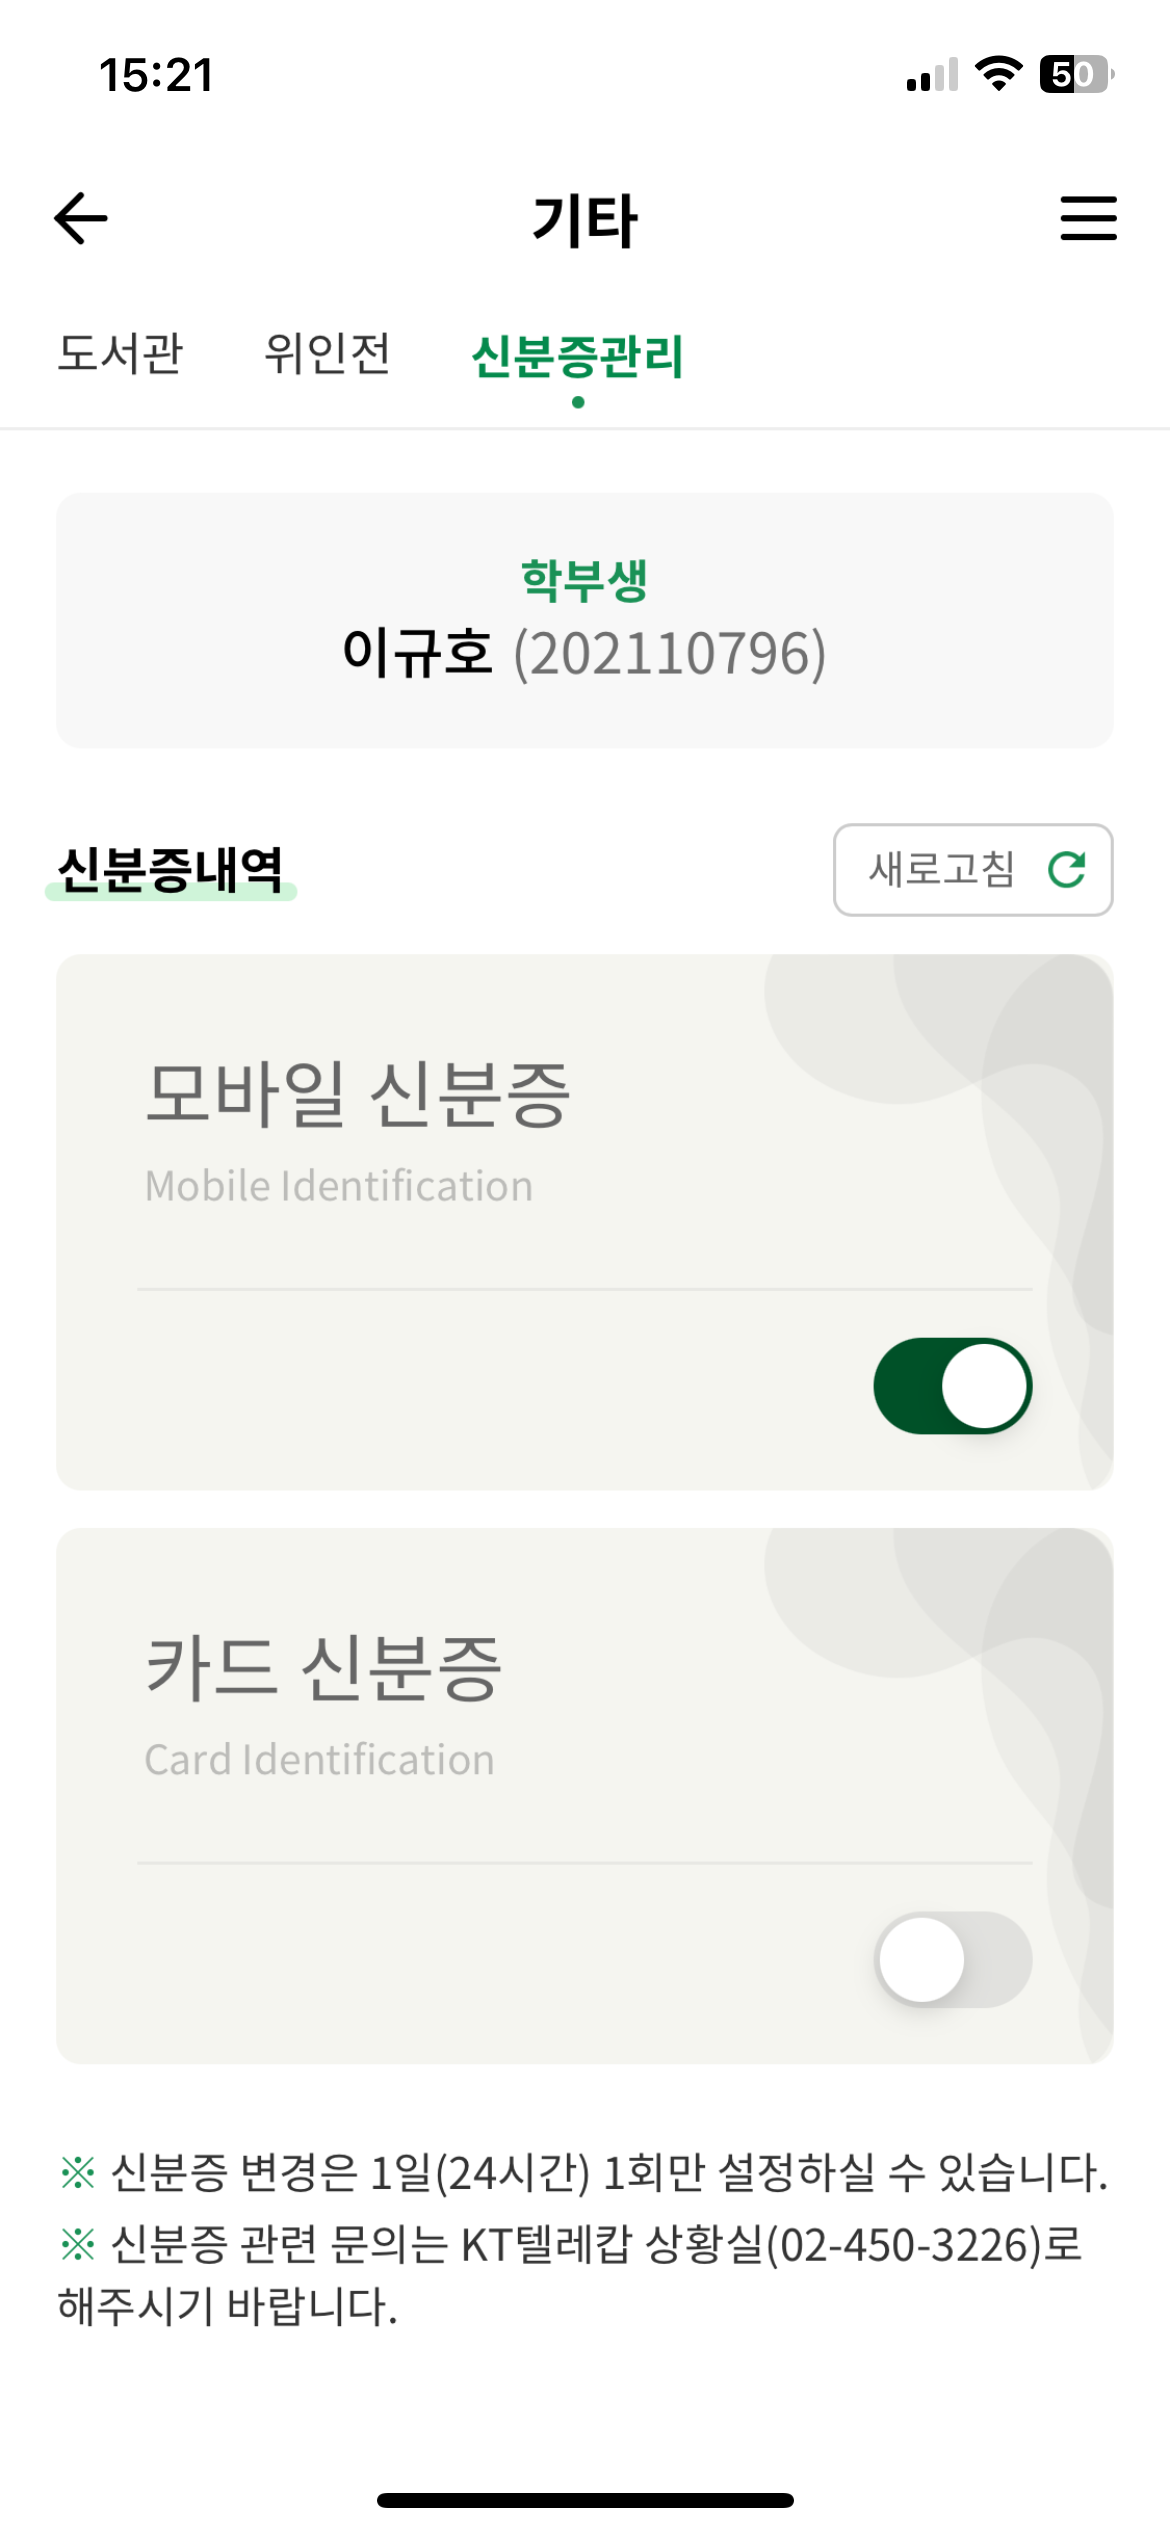 15:21
50
기타
도서관 위인전 신분증관리
학부생
이규호 (202110796)
신분증내역
새로고침
모바일 신분증
Mobile Identification
카드 신분증
Card Identification
※ 신분증 변경은 1일(24시간) 1회만 설정하실 수 있습니다.
※ 신분증 관련 문의는 KT텔레캅 상황실(02-450-3226)로
해주시기 바랍니다.